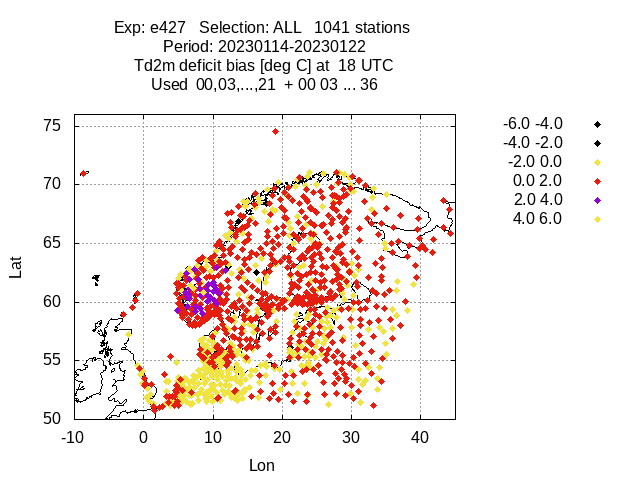 Exp: e427   Selection: ALL   1041 stations
Period: 20230114-20230122
Td2m deficit bias [deg C] at  18 UTC
Used  00,03,...,21  + 00 03 ... 36
-6.0 -4.0
-4.0 -2.0
-2.0 0.0
0.0 2.0
2.0 4.0
4.0 6.0
75
70
65
60
55
50
Lat
-10 0 10 20 30 40
Lon